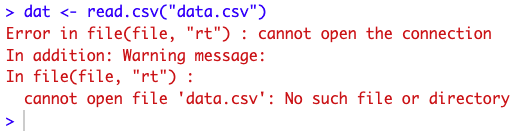 > dat <- read.csv("data.csv")
Error in file(file, "rt") : cannot open the connection
In addition: Warning message:
In file(file, "rt") :
  cannot open file 'data.csv': No such file or directory
>